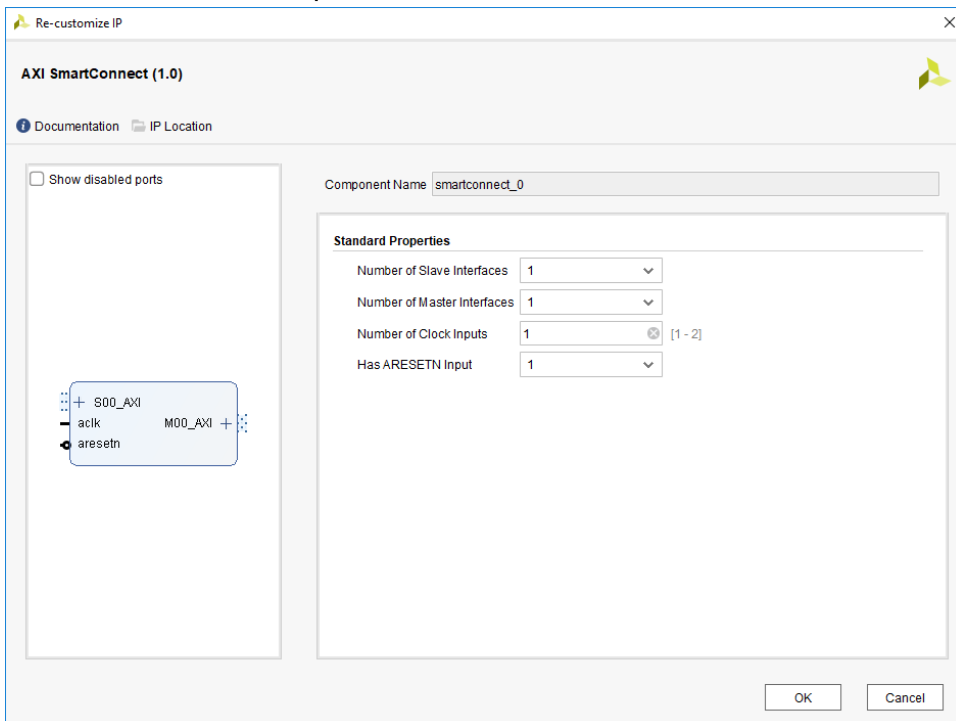 Re-customize IP
AXI SmartConnect (1.0)
Documentation IP Location
Show disabled ports
Component Name smartconnect_0
Standard Properties
Number of Slave Interfaces 1
Number of Master Interfaces 1
Number of Clock Inputs 1 [1 - 2]
Has ARESETN Input 1
S00_AXI
aclk M00_AXI
aresetn
OK Cancel